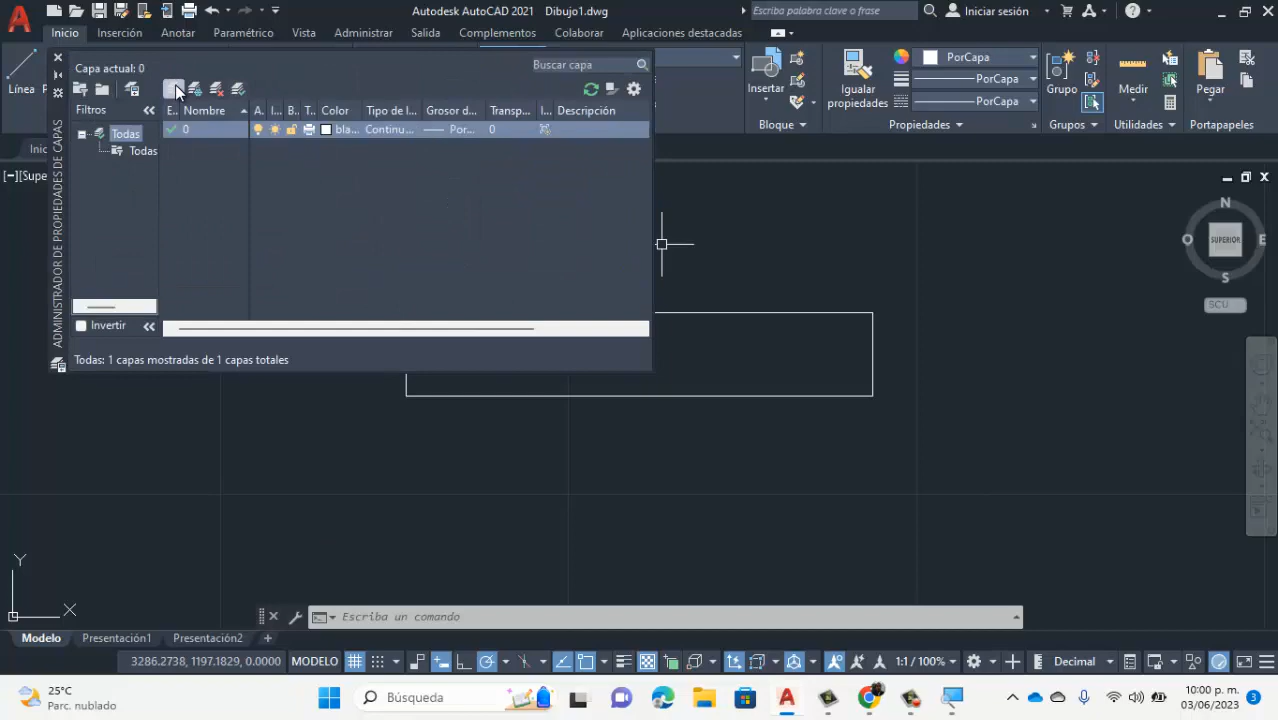 Autodesk AutoCAD 2021 Dibujo1.dwg
Escriba palabra clave o frase
Iniciar sesión
Inicio Inserción Anotar Paramétrico Vista Administrar Salida Complementos Colaborar Aplicaciones destacadas
Línea
Capa actual: 0
Buscar capa
Filtros
E.. Nombre A. I... B.. T.. Color Tipo de l... Grosor d... Transp... I... Descripción
0 bla... Continu... Por... 0
Todas
Todas
Invertir
Todas: 1 capas mostradas de 1 capas totales
ADMINISTRADOR DE PROPIEDADES DE CAPAS
Insertar
Bloque
Igualar
propiedades
PorCapa
PorCapa
PorCapa
Propiedades
Grupo
Grupos
Medir
Utilidades
Pegar
Portapapeles
Inic
[−][Supe
N
O SUPERIOR E
S
SCU
Y
X
Escriba un comando
Modelo Presentación1 Presentación2 +
3286.2738, 1197.1829, 0.0000 MODELO 1:1 / 100% Decimal
25°C
Parc. nublado
Búsqueda
10:00 p. m.
03/06/2023
3